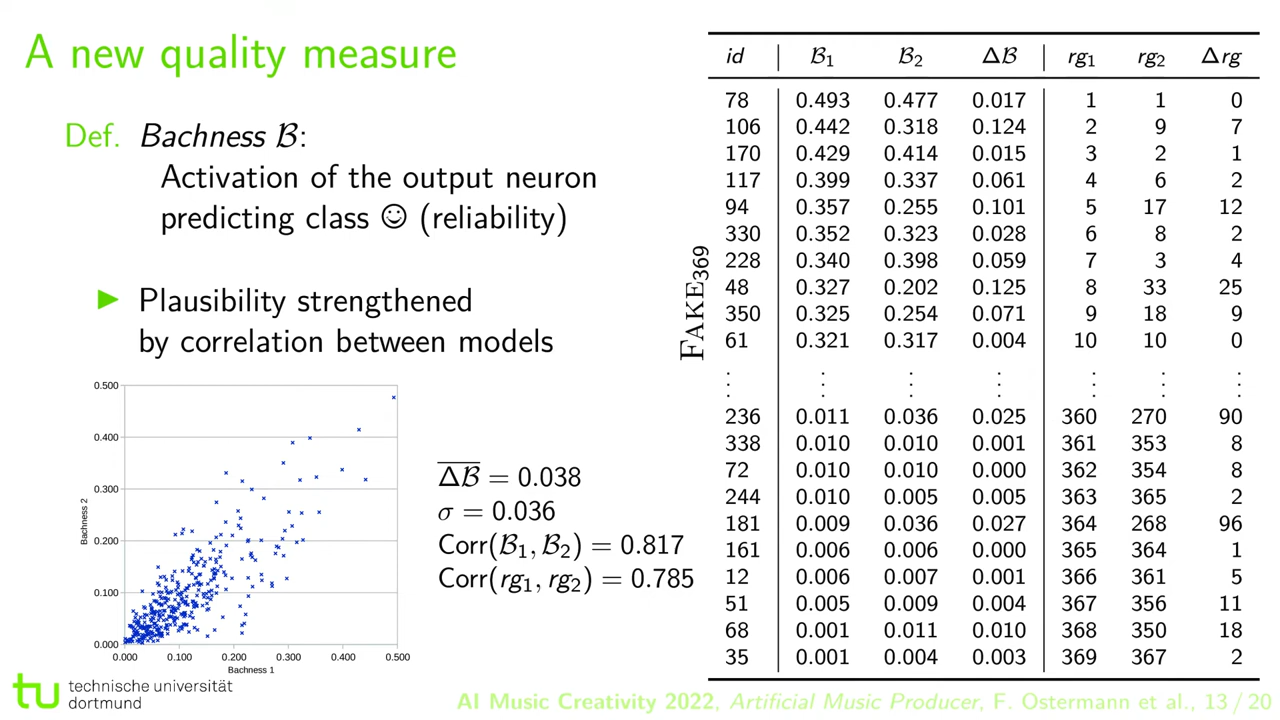 A new quality measure
Def. Bachness ℬ:
Activation of the output neuron
predicting class ☺ (reliability)
▶ Plausibility strengthened
by correlation between models
0.500
0.400
0.300
0.200
0.100
0.000
Bachness 2
0.000 0.100 0.200 0.300 0.400 0.500
Bachness 1
Δℬ̅ = 0.038
σ = 0.036
Corr(ℬ₁, ℬ₂) = 0.817
Corr(rg₁, rg₂) = 0.785
FAKE₃₆₉
id ℬ₁ ℬ₂ Δℬ rg₁ rg₂ Δrg
78 0.493 0.477 0.017 1 1 0
106 0.442 0.318 0.124 2 9 7
170 0.429 0.414 0.015 3 2 1
117 0.399 0.337 0.061 4 6 2
94 0.357 0.255 0.101 5 17 12
330 0.352 0.323 0.028 6 8 2
228 0.340 0.398 0.059 7 3 4
48 0.327 0.202 0.125 8 33 25
350 0.325 0.254 0.071 9 18 9
61 0.321 0.317 0.004 10 10 0
⋮ ⋮ ⋮ ⋮ ⋮ ⋮ ⋮
236 0.011 0.036 0.025 360 270 90
338 0.010 0.010 0.001 361 353 8
72 0.010 0.010 0.000 362 354 8
244 0.010 0.005 0.005 363 365 2
181 0.009 0.036 0.027 364 268 96
161 0.006 0.006 0.000 365 364 1
12 0.006 0.007 0.001 366 361 5
51 0.005 0.009 0.004 367 356 11
68 0.001 0.011 0.010 368 350 18
35 0.001 0.004 0.003 369 367 2
tu technische universität
dortmund
AI Music Creativity 2022, Artificial Music Producer, F. Ostermann et al., 13 / 20